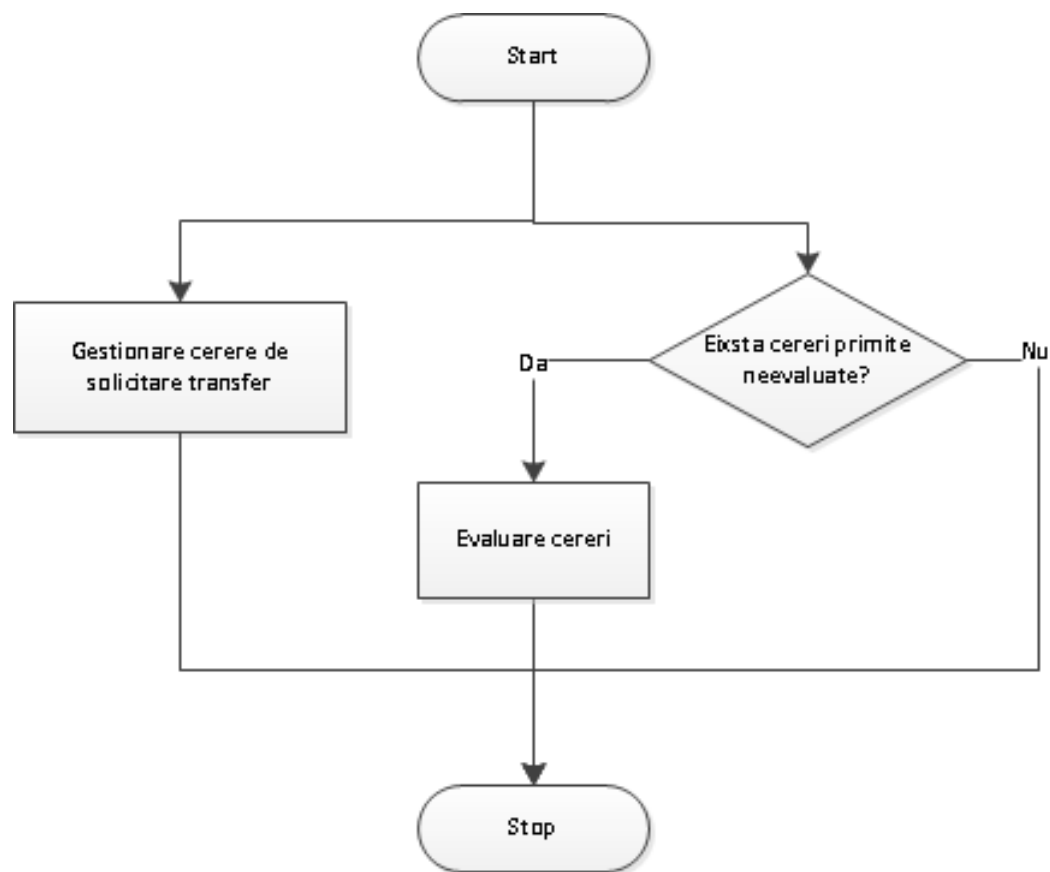 Start
Gestionare cerere de
solicitare transfer
Eixsta cereri primite
neevaluate?
Da
Nu
Evaluare cereri
Stop